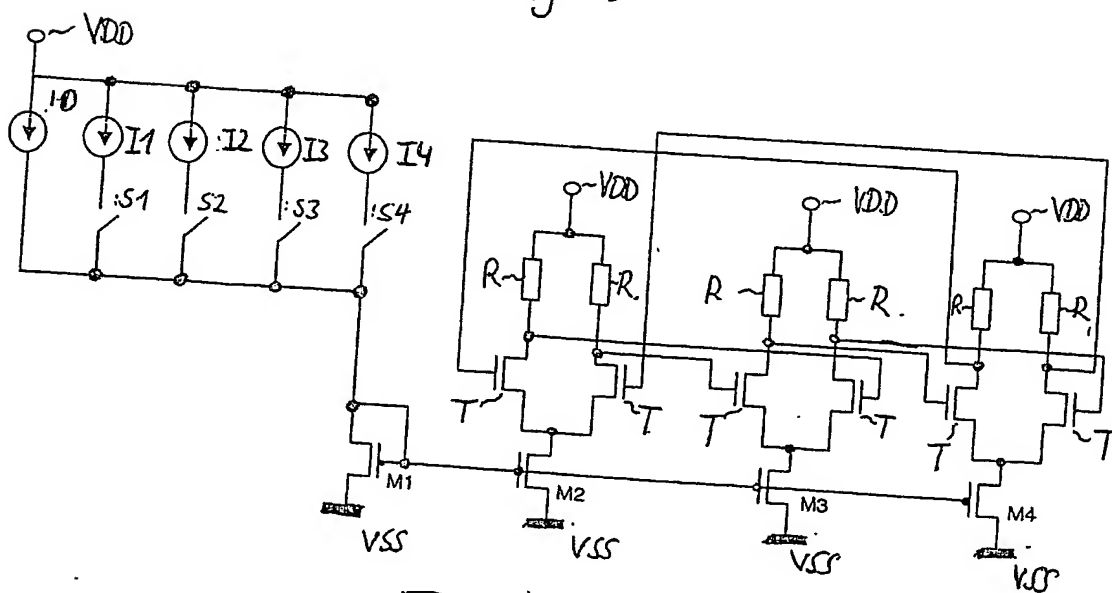 ~ VDD
I1
:I2
I3
I4
:S1
S2
:S3
:S4
~VDD
~ VDD
~VDD
R~
~R.
R~
~R.
R~
~R.
T
T
T
T
T
T
M1
M2
M3
M4
VSS
VSS
VSS
VSS